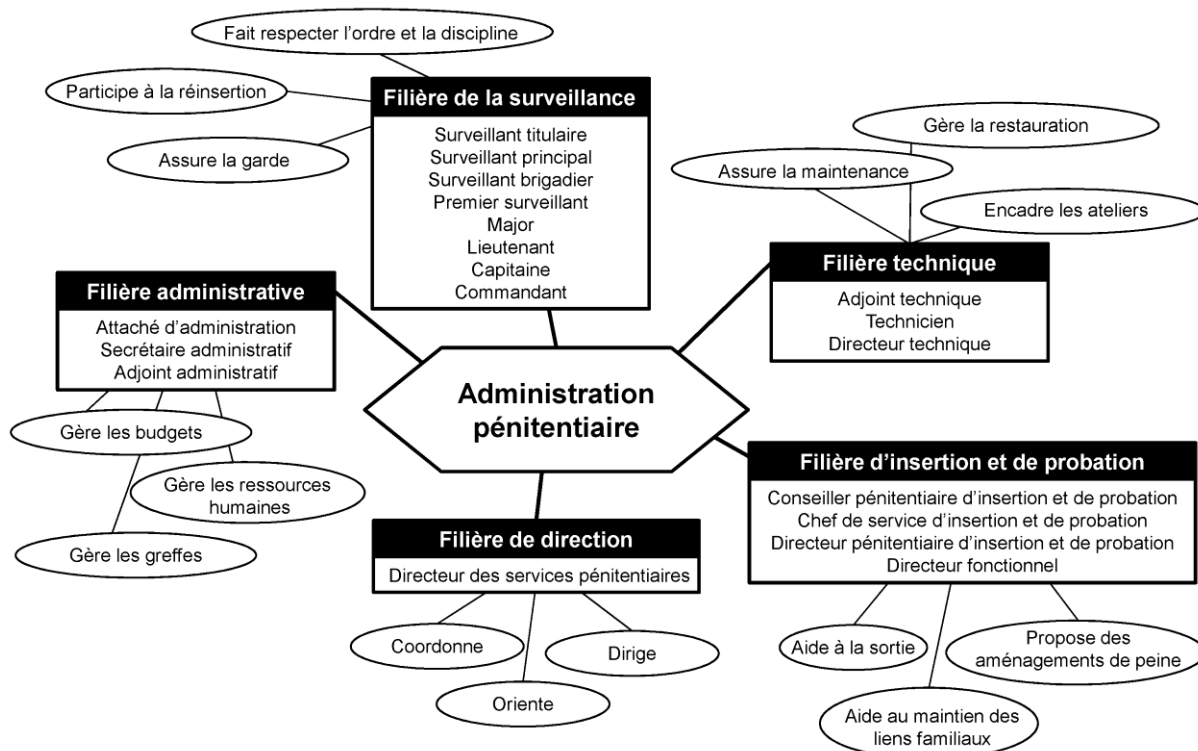 Fait respecter l’ordre et la discipline
Participe à la réinsertion
Assure la garde
Filière de la surveillance
Surveillant titulaire
Surveillant principal
Surveillant brigadier
Premier surveillant
Major
Lieutenant
Capitaine
Commandant
Gère la restauration
Assure la maintenance
Encadre les ateliers
Filière technique
Adjoint technique
Technicien
Directeur technique
Filière administrative
Attaché d’administration
Secrétaire administratif
Adjoint administratif
Gère les budgets
Gère les ressources
humaines
Gère les greffes
Administration
pénitentiaire
Filière de direction
Directeur des services pénitentiaires
Coordonne
Dirige
Oriente
Filière d’insertion et de probation
Conseiller pénitentiaire d’insertion et de probation
Chef de service d’insertion et de probation
Directeur pénitentiaire d’insertion et de probation
Directeur fonctionnel
Aide à la sortie
Propose des
aménagements de peine
Aide au maintien des
liens familiaux